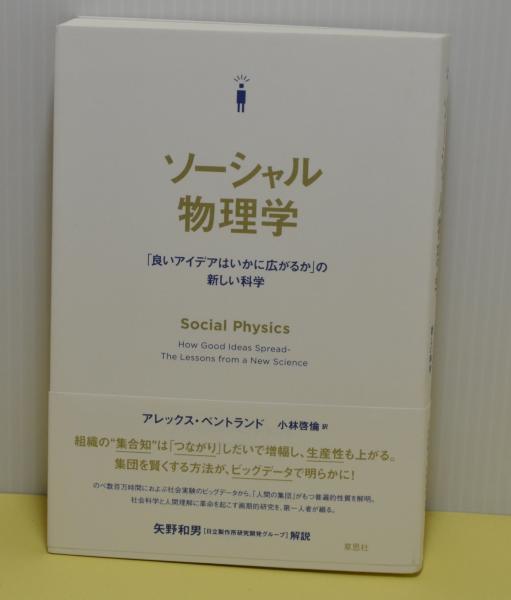 ソーシャル
物理学
「良いアイデアはいかに広がるか」の
新しい科学
Social Physics
How Good Ideas Spread-
The Lessons from a New Science
アレックス・ペントランド 小林啓倫 訳
組織の“集合知”は「つながり」しだいで増幅し、生産性も上がる。
集団を賢くする方法が、ビッグデータで明らかに!
のべ数百万時間におよぶ社会実験のビッグデータから、「人間の集団」がもつ普遍的性質を解明。
社会科学と人間理解に革命を起こす画期的研究を、第一人者が綴る。
矢野和男[日立製作所研究開発グループ]解説
草思社